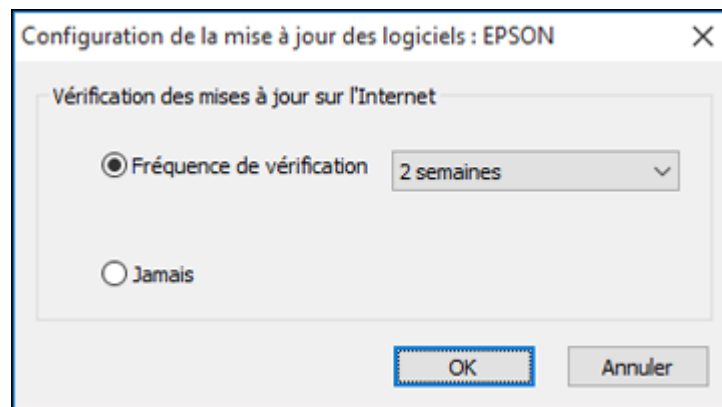 Configuration de la mise à jour des logiciels : EPSON
Vérification des mises à jour sur l'Internet
Fréquence de vérification 2 semaines
Jamais
OK Annuler